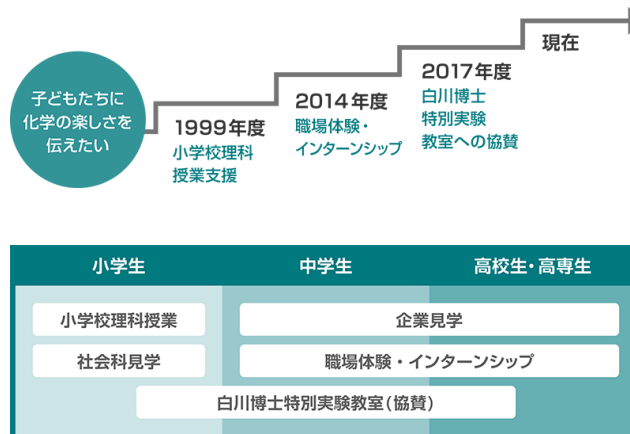 子どもたちに
化学の楽しさを
伝えたい
1999年度
小学校理科
授業支援
2014年度
職場体験・
インターンシップ
2017年度
白川博士
特別実験
教室への協賛
現在
小学生
中学生
高校生・高専生
小学校理科授業
企業見学
社会科見学
職場体験・インターンシップ
白川博士特別実験教室(協賛)